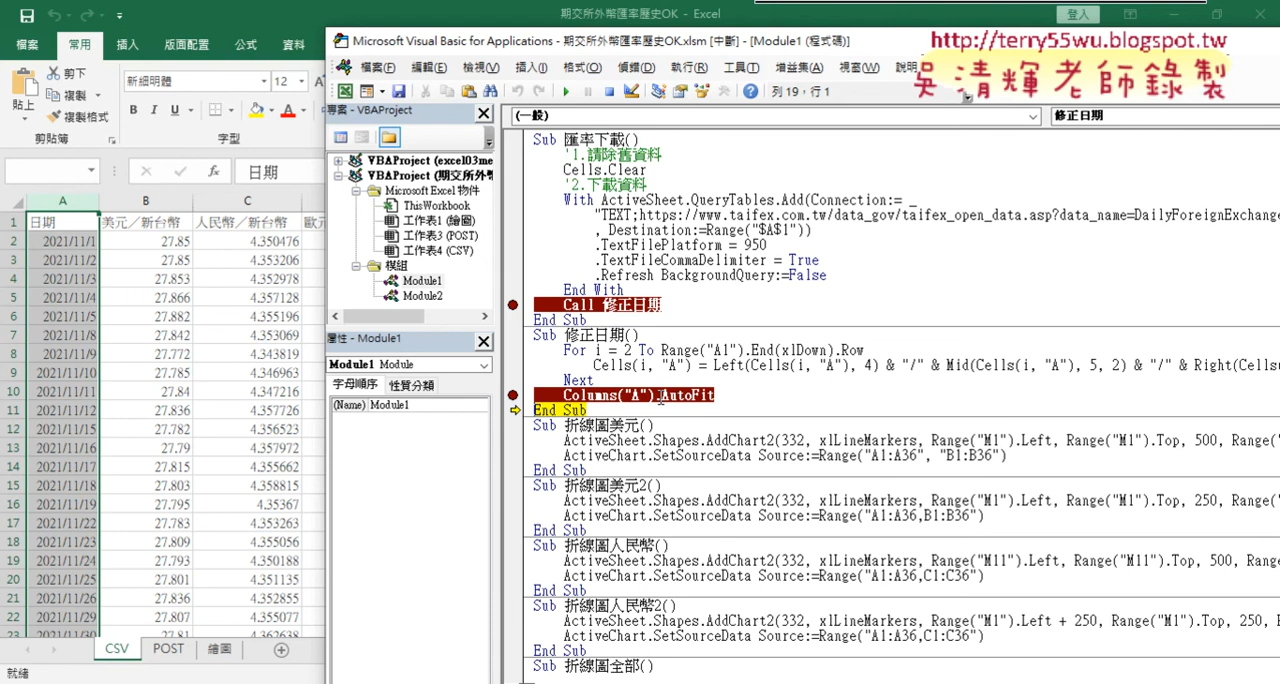 期交所外幣匯率歷史OK - Excel
登入
檔案 常用 插入 版面配置 公式 資料
貼上
剪下
複製
複製格式
剪貼簿
新細明體 12
B I U
字型
fx 日期
A B C
1 日期 美元／新台幣 人民幣／新台幣
2 2021/11/1 27.85 4.350476
3 2021/11/2 27.85 4.353206
4 2021/11/3 27.853 4.352978
5 2021/11/4 27.866 4.357128
6 2021/11/5 27.882 4.355196
7 2021/11/8 27.842 4.353069
8 2021/11/9 27.772 4.343819
9 2021/11/10 27.785 4.346963
10 2021/11/11 27.84 4.347216
11 2021/11/12 27.836 4.357726
12 2021/11/15 27.782 4.356523
13 2021/11/16 27.79 4.357972
14 2021/11/17 27.815 4.355662
15 2021/11/18 27.803 4.358815
16 2021/11/19 27.795 4.35367
17 2021/11/22 27.783 4.353263
18 2021/11/23 27.809 4.355056
19 2021/11/24 27.793 4.350188
20 2021/11/25 27.801 4.351135
21 2021/11/26 27.836 4.352855
22 2021/11/29 27.807 4.355077
23 2021/11/30 27.81 4.362638
CSV POST 繪圖
就緒
Microsoft Visual Basic for Applications - 期交所外幣匯率歷史OK.xlsm [中斷] - [Module1 (程式碼)]
http://terry55wu.blogspot.tw
吳清輝老師錄製
檔案(F) 編輯(E) 檢視(V) 插入(I) 格式(O) 偵錯(D) 執行(R) 工具(T) 增益集(A) 視窗(W) 說明
列 19，行 1
專案 - VBAProject
VBAProject (excel03me
VBAProject (期交所外幣
Microsoft Excel 物件
ThisWorkbook
工作表1 (繪圖)
工作表3 (POST)
工作表4 (CSV)
模組
Module1
Module2
屬性 - Module1
Module1 Module
字母順序 性質分類
(Name) Module1
(一般) 修正日期
Sub 匯率下載()
'1.請除舊資料
Cells.Clear
'2.下載資料
With ActiveSheet.QueryTables.Add(Connection:= _
"TEXT;https://www.taifex.com.tw/data_gov/taifex_open_data.asp?data_name=DailyForeignExchange
, Destination:=Range("$A$1"))
.TextFilePlatform = 950
.TextFileCommaDelimiter = True
.Refresh BackgroundQuery:=False
End With
Call 修正日期
End Sub
Sub 修正日期()
For i = 2 To Range("A1").End(xlDown).Row
Cells(i, "A") = Left(Cells(i, "A"), 4) & "/" & Mid(Cells(i, "A"), 5, 2) & "/" & Right(Cells
Next
Columns("A").AutoFit
End Sub
Sub 折線圖美元()
ActiveSheet.Shapes.AddChart2(332, xlLineMarkers, Range("M1").Left, Range("M1").Top, 500, Range("
ActiveChart.SetSourceData Source:=Range("A1:A36", "B1:B36")
End Sub
Sub 折線圖美元2()
ActiveSheet.Shapes.AddChart2(332, xlLineMarkers, Range("M1").Left, Range("M1").Top, 250, Range("
ActiveChart.SetSourceData Source:=Range("A1:A36,B1:B36")
End Sub
Sub 折線圖人民幣()
ActiveSheet.Shapes.AddChart2(332, xlLineMarkers, Range("M11").Left, Range("M11").Top, 500, Range
ActiveChart.SetSourceData Source:=Range("A1:A36,C1:C36")
End Sub
Sub 折線圖人民幣2()
ActiveSheet.Shapes.AddChart2(332, xlLineMarkers, Range("M1").Left + 250, Range("M1").Top, 250,
ActiveChart.SetSourceData Source:=Range("A1:A36,C1:C36")
End Sub
Sub 折線圖全部()